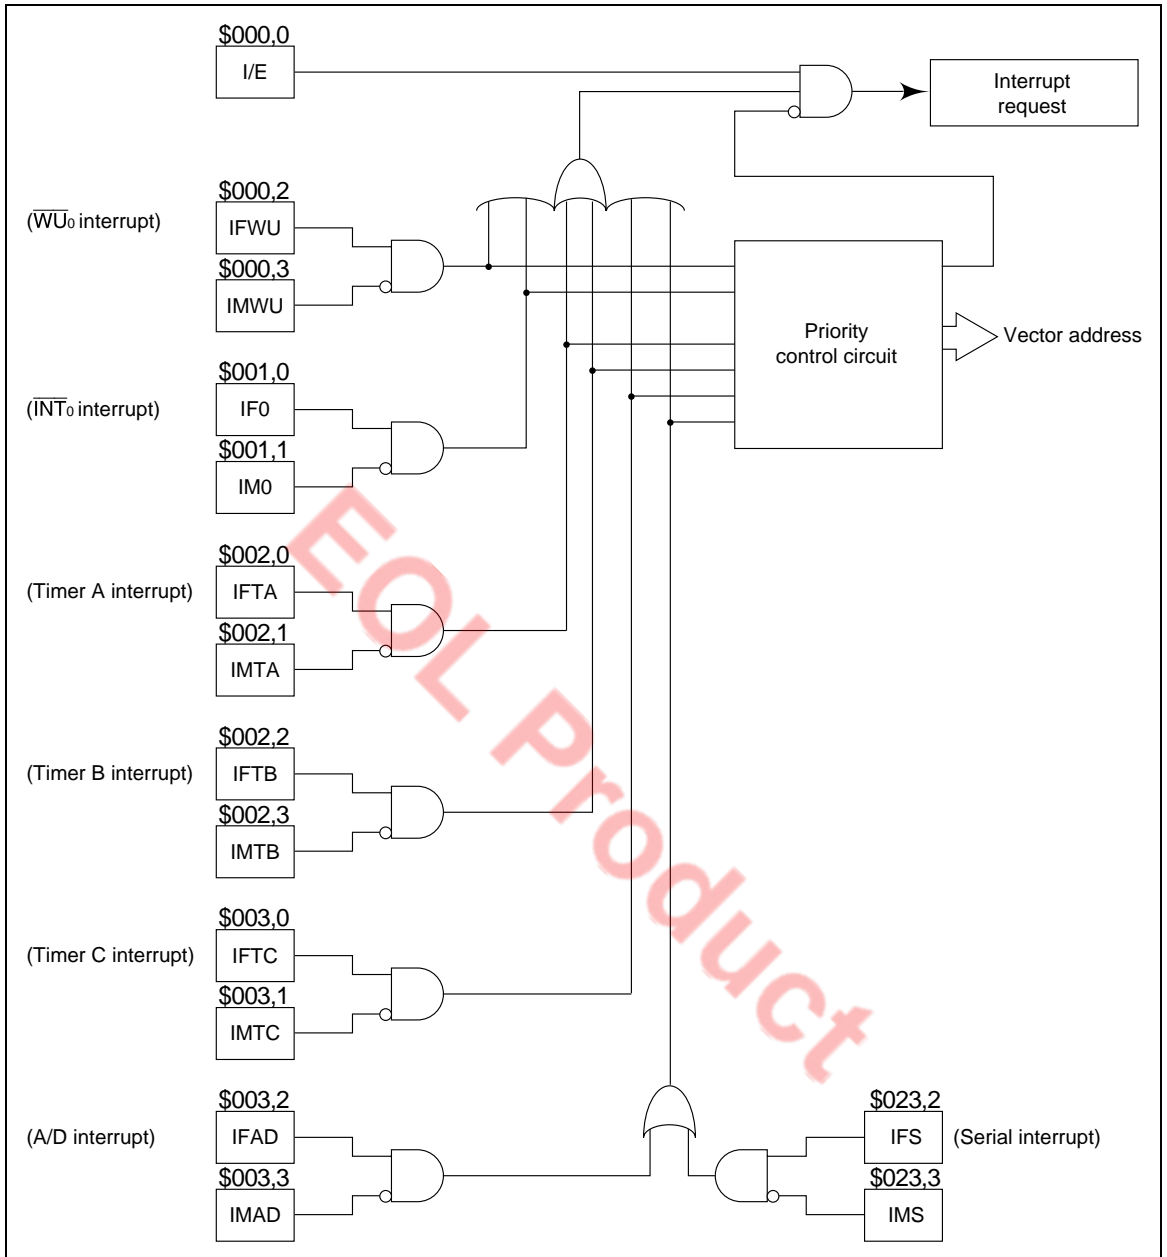 $000,0
I/E
Interrupt
request
$000,2
(WU0 interrupt)
IFWU
$000,3
IMWU
Priority
control circuit
Vector address
$001,0
(INT0 interrupt)
IF0
$001,1
IM0
$002,0
(Timer A interrupt)
IFTA
$002,1
IMTA
$002,2
(Timer B interrupt)
IFTB
$002,3
IMTB
$003,0
(Timer C interrupt)
IFTC
$003,1
IMTC
$003,2
(A/D interrupt)
IFAD
$003,3
IMAD
$023,2
IFS
(Serial interrupt)
$023,3
IMS
EOL Product